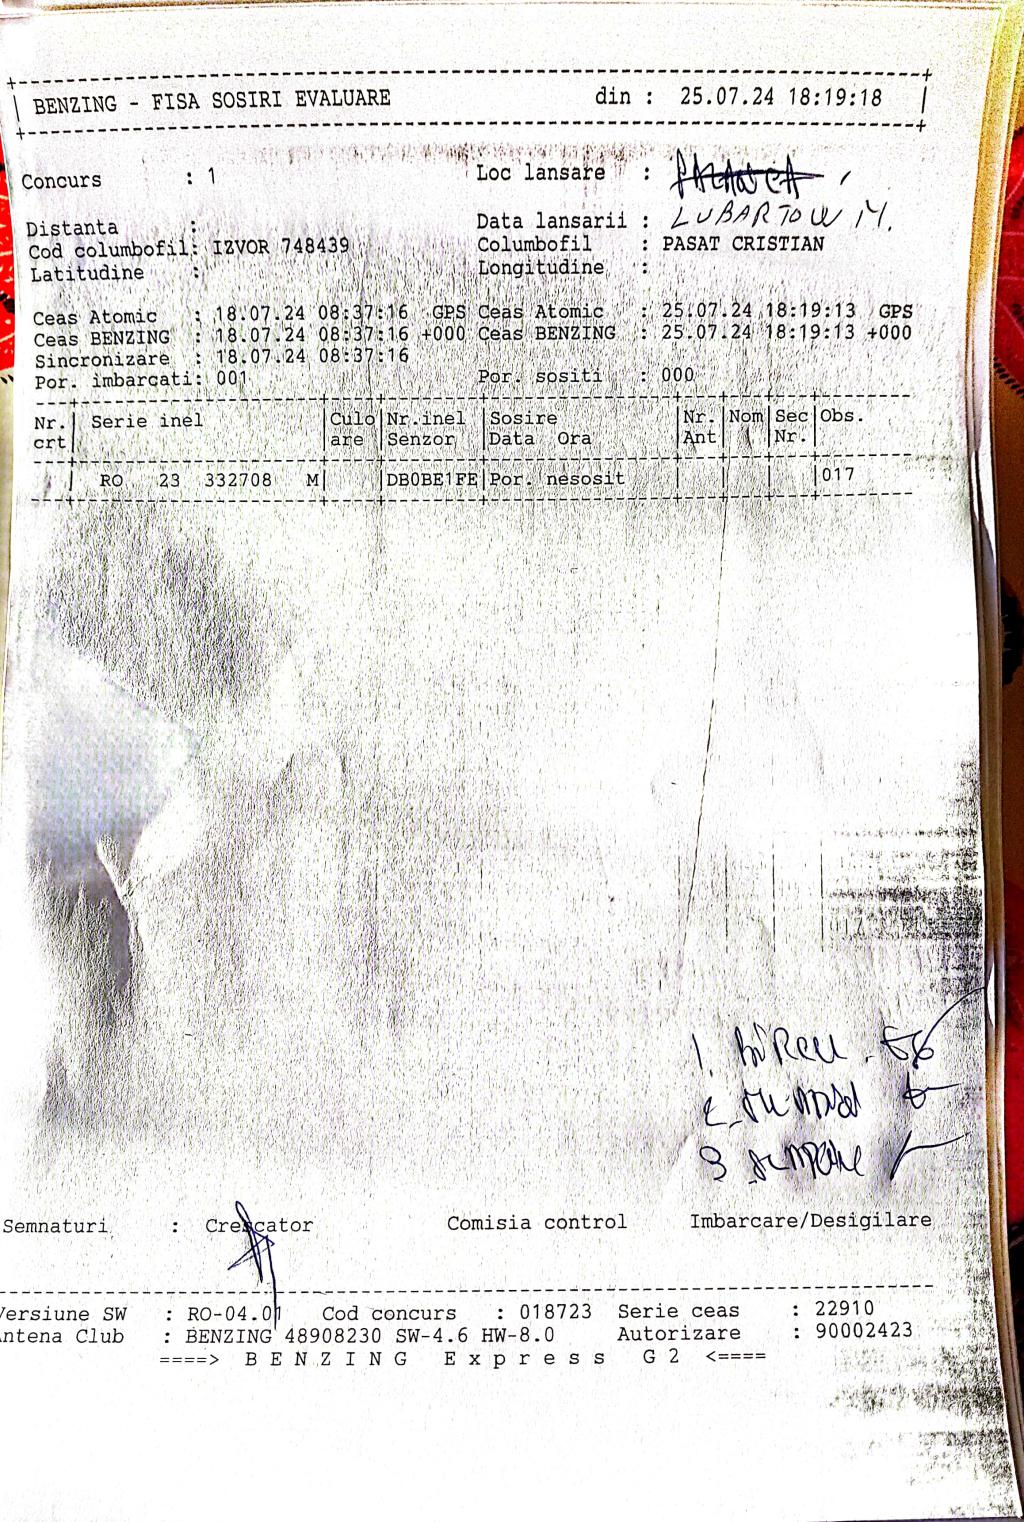 BENZING - FISA SOSIRI EVALUARE din : 25.07.24 18:19:18
Concurs : 1 Loc lansare :
Distanta : Data lansarii : LUBARTOW M.
Cod columbofil: IZVOR 748439 Columbofil : PASAT CRISTIAN
Latitudine : Longitudine :
Ceas Atomic : 18.07.24 08:37:16 GPS Ceas Atomic : 25.07.24 18:19:13 GPS
Ceas BENZING : 18.07.24 08:37:16 +000 Ceas BENZING : 25.07.24 18:19:13 +000
Sincronizare : 18.07.24 08:37:16
Por. imbarcati: 001 Por. sositi : 000
Nr. Serie inel Culo Nr.inel Sosire Nr. Nom Sec Obs.
crt are Senzor Data Ora Ant Nr.
RO 23 332708 M DB0BE1FE Por. nesosit 017
1.
2.
3
Semnaturi : Crescator Comisia control Imbarcare/Desigilare
Versiune SW : RO-04.01 Cod concurs : 018723 Serie ceas : 22910
Antena Club : BENZING 48908230 SW-4.6 HW-8.0 Autorizare : 90002423
====> B E N Z I N G E x p r e s s G 2 <====